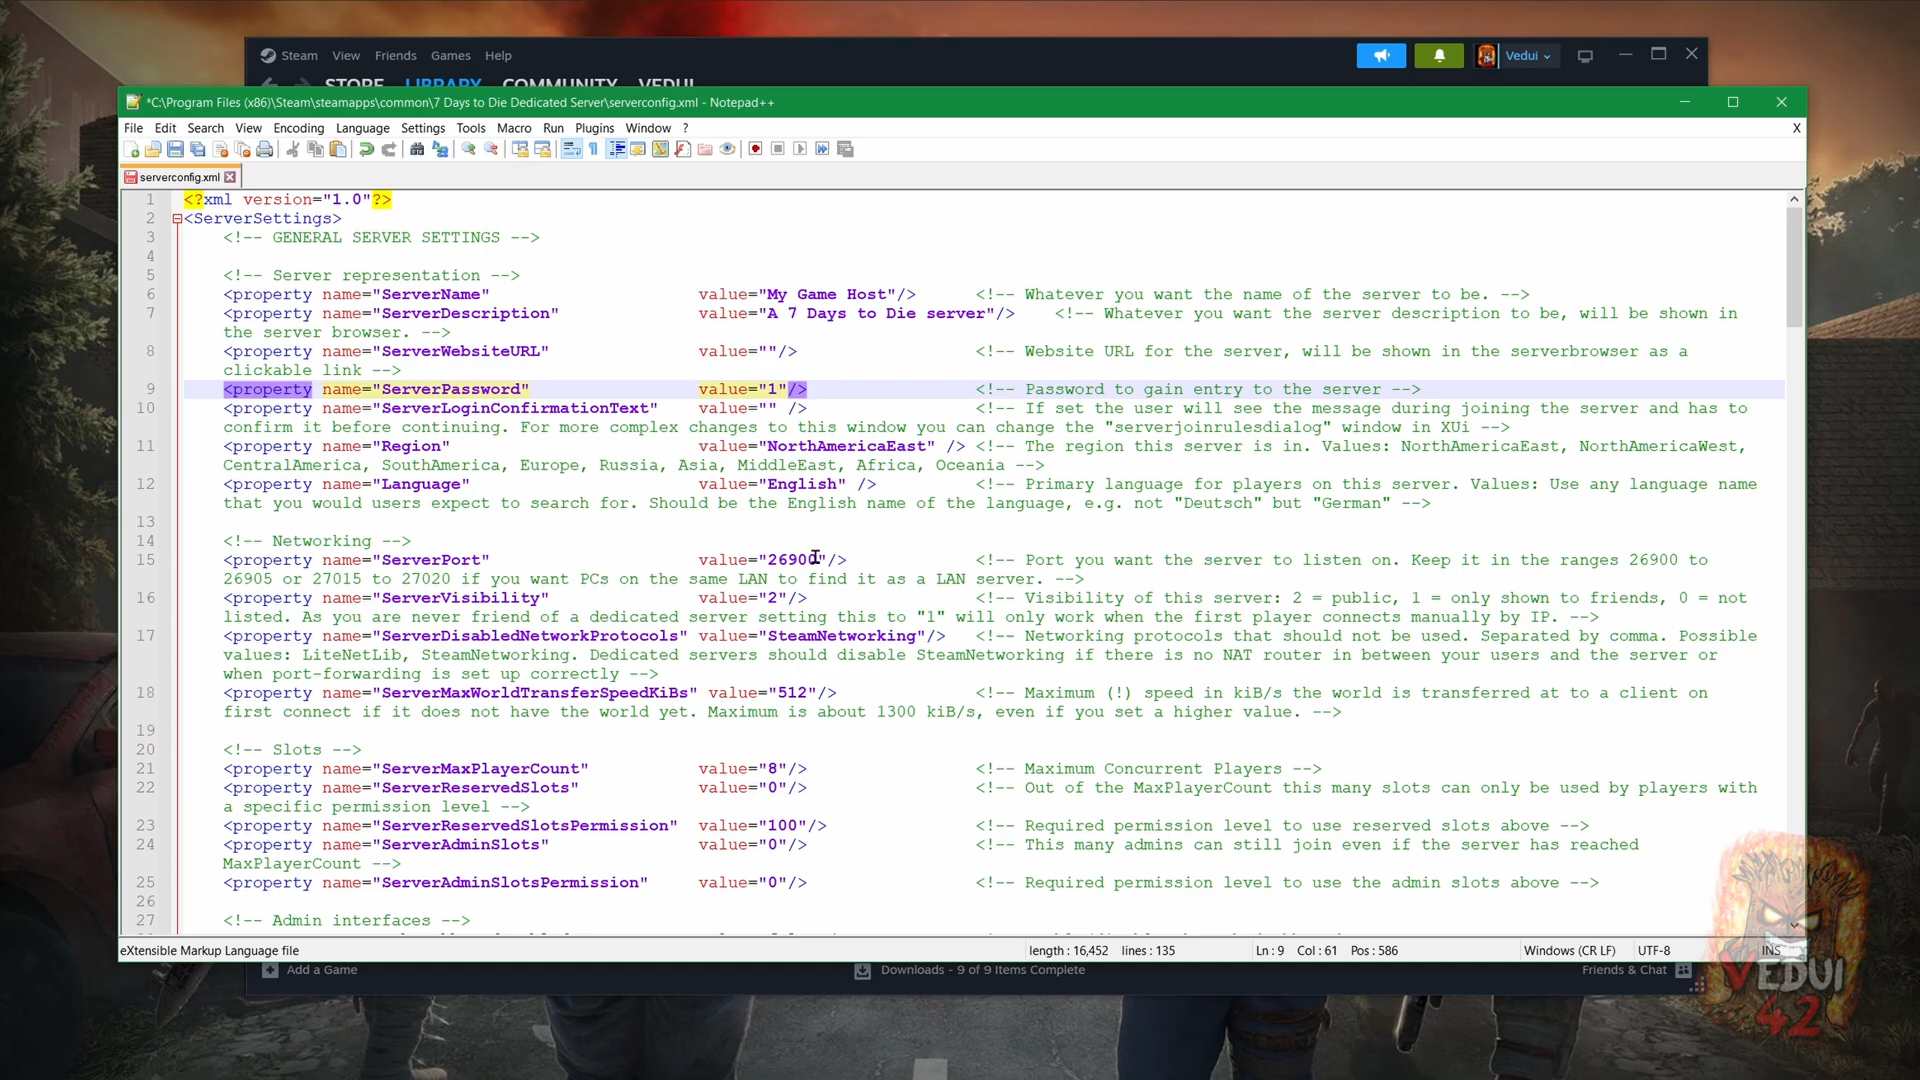 Steam View Friends Games Help
Vedui
STORE LIBRARY COMMUNITY VEDUI
*C:\Program Files (x86)\Steam\steamapps\common\7 Days to Die Dedicated Server\serverconfig.xml - Notepad++
File Edit Search View Encoding Language Settings Tools Macro Run Plugins Window ? X
serverconfig.xml
1 <?xml version="1.0"?>
2 <ServerSettings>
3 <!-- GENERAL SERVER SETTINGS -->
4
5 <!-- Server representation -->
6 <property name="ServerName" value="My Game Host"/> <!-- Whatever you want the name of the server to be. -->
7 <property name="ServerDescription" value="A 7 Days to Die server"/> <!-- Whatever you want the server description to be, will be shown in
the server browser. -->
8 <property name="ServerWebsiteURL" value=""/> <!-- Website URL for the server, will be shown in the serverbrowser as a
clickable link -->
9 <property name="ServerPassword" value="1"/> <!-- Password to gain entry to the server -->
10 <property name="ServerLoginConfirmationText" value="" /> <!-- If set the user will see the message during joining the server and has to
confirm it before continuing. For more complex changes to this window you can change the "serverjoinrulesdialog" window in XUi -->
11 <property name="Region" value="NorthAmericaEast" /> <!-- The region this server is in. Values: NorthAmericaEast, NorthAmericaWest,
CentralAmerica, SouthAmerica, Europe, Russia, Asia, MiddleEast, Africa, Oceania -->
12 <property name="Language" value="English" /> <!-- Primary language for players on this server. Values: Use any language name
that you would users expect to search for. Should be the English name of the language, e.g. not "Deutsch" but "German" -->
13
14 <!-- Networking -->
15 <property name="ServerPort" value="26900"/> <!-- Port you want the server to listen on. Keep it in the ranges 26900 to
26905 or 27015 to 27020 if you want PCs on the same LAN to find it as a LAN server. -->
16 <property name="ServerVisibility" value="2"/> <!-- Visibility of this server: 2 = public, 1 = only shown to friends, 0 = not
listed. As you are never friend of a dedicated server setting this to "1" will only work when the first player connects manually by IP. -->
17 <property name="ServerDisabledNetworkProtocols" value="SteamNetworking"/> <!-- Networking protocols that should not be used. Separated by comma. Possible
values: LiteNetLib, SteamNetworking. Dedicated servers should disable SteamNetworking if there is no NAT router in between your users and the server or
when port-forwarding is set up correctly -->
18 <property name="ServerMaxWorldTransferSpeedKiBs" value="512"/> <!-- Maximum (!) speed in kiB/s the world is transferred at to a client on
first connect if it does not have the world yet. Maximum is about 1300 kiB/s, even if you set a higher value. -->
19
20 <!-- Slots -->
21 <property name="ServerMaxPlayerCount" value="8"/> <!-- Maximum Concurrent Players -->
22 <property name="ServerReservedSlots" value="0"/> <!-- Out of the MaxPlayerCount this many slots can only be used by players with
a specific permission level -->
23 <property name="ServerReservedSlotsPermission" value="100"/> <!-- Required permission level to use reserved slots above -->
24 <property name="ServerAdminSlots" value="0"/> <!-- This many admins can still join even if the server has reached
MaxPlayerCount -->
25 <property name="ServerAdminSlotsPermission" value="0"/> <!-- Required permission level to use the admin slots above -->
26
27 <!-- Admin interfaces -->
eXtensible Markup Language file length : 16,452 lines : 135 Ln : 9 Col : 61 Pos : 586 Windows (CR LF) UTF-8 INS
Add a Game Downloads - 9 of 9 Items Complete Friends & Chat
VEDUI
42